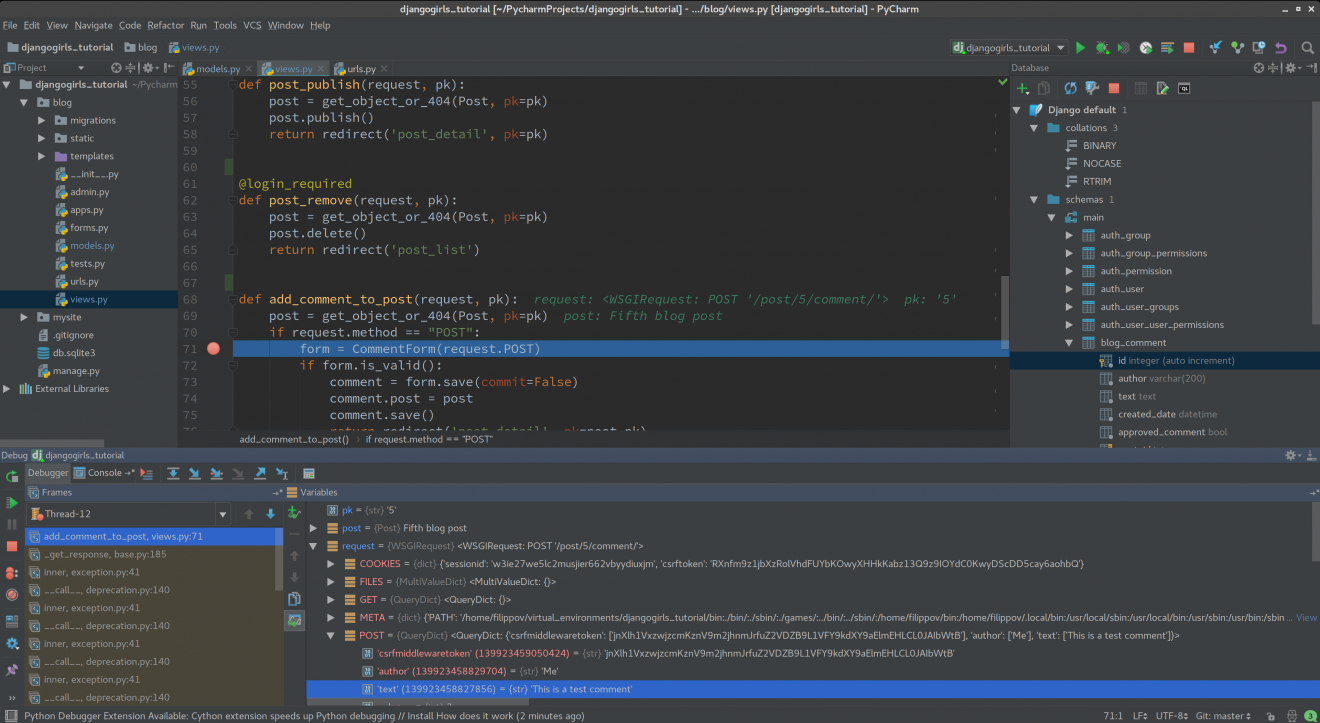 djangogirls_tutorial [~/PycharmProjects/djangogirls_tutorial] - .../blog/views.py [djangogirls_tutorial] - PyCharm
File Edit View Navigate Code Refactor Run Tools VCS Window Help
djangogirls_tutorial blog views.py
djangogirls_tutorial
Project
models.py × views.py × urls.py ×
Database
djangogirls_tutorial ~/Pycharm
blog
migrations
static
templates
__init__.py
admin.py
apps.py
forms.py
models.py
tests.py
urls.py
views.py
mysite
.gitignore
db.sqlite3
manage.py
External Libraries
55 def post_publish(request, pk):
56 post = get_object_or_404(Post, pk=pk)
57 post.publish()
58 return redirect('post_detail', pk=pk)
59
60
61 @login_required
62 def post_remove(request, pk):
63 post = get_object_or_404(Post, pk=pk)
64 post.delete()
65 return redirect('post_list')
66
67
68 def add_comment_to_post(request, pk): request: <WSGIRequest: POST '/post/5/comment/'> pk: '5'
69 post = get_object_or_404(Post, pk=pk) post: Fifth blog post
70 if request.method == "POST":
71 form = CommentForm(request.POST)
72 if form.is_valid():
73 comment = form.save(commit=False)
74 comment.post = post
75 comment.save()
76 return redirect('post_detail', pk=post.pk)
add_comment_to_post() › if request.method == "POST"
Django default 1
collations 3
BINARY
NOCASE
RTRIM
schemas 1
main
auth_group
auth_group_permissions
auth_permission
auth_user
auth_user_groups
auth_user_user_permissions
blog_comment
id integer (auto increment)
author varchar(200)
text text
created_date datetime
approved_comment bool
Debug djangogirls_tutorial
Debugger Console
Frames
Thread-12
add_comment_to_post, views.py:71
_get_response, base.py:185
inner, exception.py:41
__call__, deprecation.py:140
inner, exception.py:41
__call__, deprecation.py:140
inner, exception.py:41
__call__, deprecation.py:140
inner, exception.py:41
__call__, deprecation.py:140
Variables
pk = {str} '5'
post = {Post} Fifth blog post
request = {WSGIRequest} <WSGIRequest: POST '/post/5/comment/'>
COOKIES = {dict} {'sessionid': 'w3ie27we5lc2musjier662vbyydiuxjm', 'csrftoken': 'RXnfm9z1jbXzRolVhdFUYbKOwyXHHkKabz13Q9z9IOYdC0KwyDScDD5cay6aohbQ'}
FILES = {MultiValueDict} <MultiValueDict: {}>
GET = {QueryDict} <QueryDict: {}>
META = {dict} {'PATH': '/home/filippov/virtual_environments/djangogirls_tutorial/bin:./bin/:./sbin/:./games/:../bin/:../sbin/:/home/filippov/bin:/home/filippov/.local/bin:/usr/local/sbin:/usr/local/bin:/usr/sbin:/usr/bin:/sbin ... View
POST = {QueryDict} <QueryDict: {'csrfmiddlewaretoken': ['jnXlh1VxzwjzcmKznV9m2jhnmJrfuZ2VDZB9L1VFY9kdXY9aElmEHLCL0JAlbWtB'], 'author': ['Me'], 'text': ['This is a test comment']}>
'csrfmiddlewaretoken' (139923459050424) = {str} 'jnXlh1VxzwjzcmKznV9m2jhnmJrfuZ2VDZB9L1VFY9kdXY9aElmEHLCL0JAlbWtB'
'author' (139923458829704) = {str} 'Me'
'text' (139923458827856) = {str} 'This is a test comment'
Python Debugger Extension Available: Cython extension speeds up Python debugging // Install How does it work (2 minutes ago)
71:1 LF÷ UTF-8÷ Git: master÷ 3